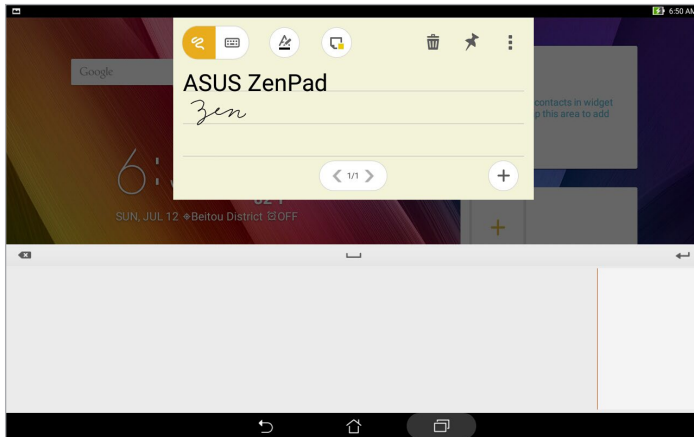 6:50 AM
ASUS ZenPad
Zen
Google
contacts in widget
p this area to add
1/1
6:
SUN, JUL 12
Beitou District
OFF